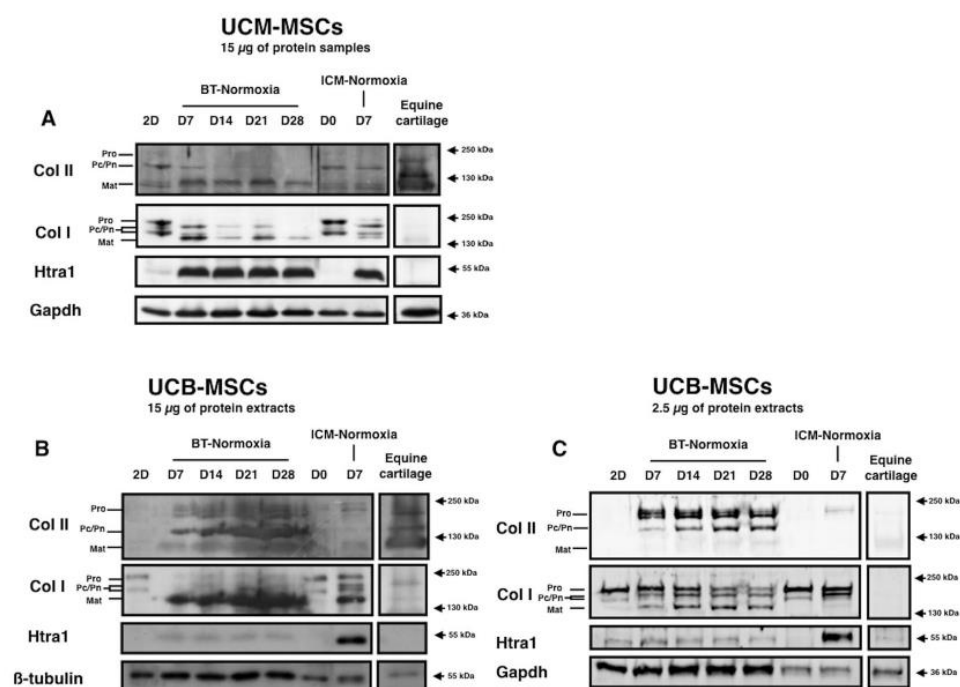 UCM-MSCs
15 µg of protein samples
ICM-Normoxia
BT-Normoxia
Equine
cartilage
A
2D D7 D14 D21 D28 D0 D7
Col II
Pro
Pc/Pn
Mat
250 kDa
130 kDa
Col I
Pro
Pc/Pn
Mat
250 kDa
130 kDa
Htra1
55 kDa
Gapdh
36 kDa
UCB-MSCs
15 µg of protein extracts
B
BT-Normoxia
ICM-Normoxia
2D D7 D14 D21 D28 D0 D7
Equine
cartilage
Col II
Pro
Pc/Pn
Mat
250 kDa
130 kDa
Col I
Pro
Pc/Pn
Mat
250 kDa
130 kDa
Htra1
55 kDa
ß-tubulin
55 kDa
UCB-MSCs
2.5 µg of protein extracts
C
BT-Normoxia
ICM-Normoxia
2D D7 D14 D21 D28 D0 D7
Equine
cartilage
Col II
Pro
Pc/Pn
Mat
250 kDa
130 kDa
Col I
Pro
Pc/Pn
Mat
250 kDa
130 kDa
Htra1
55 kDa
Gapdh
36 kDa